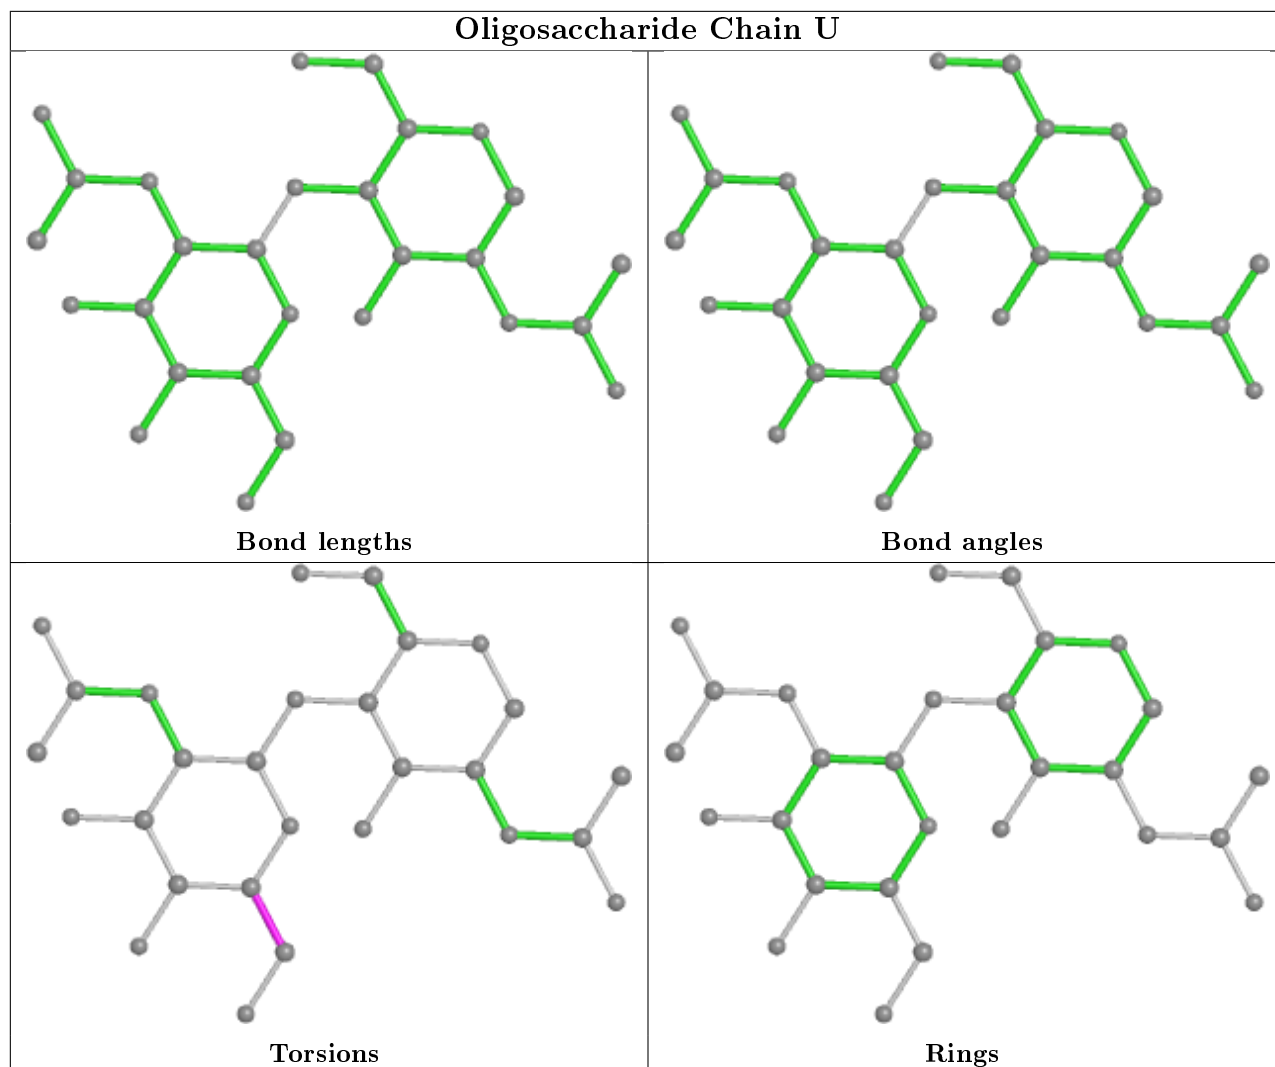 Oligosaccharide Chain U
Bond lengths
Bond angles
Torsions
Rings